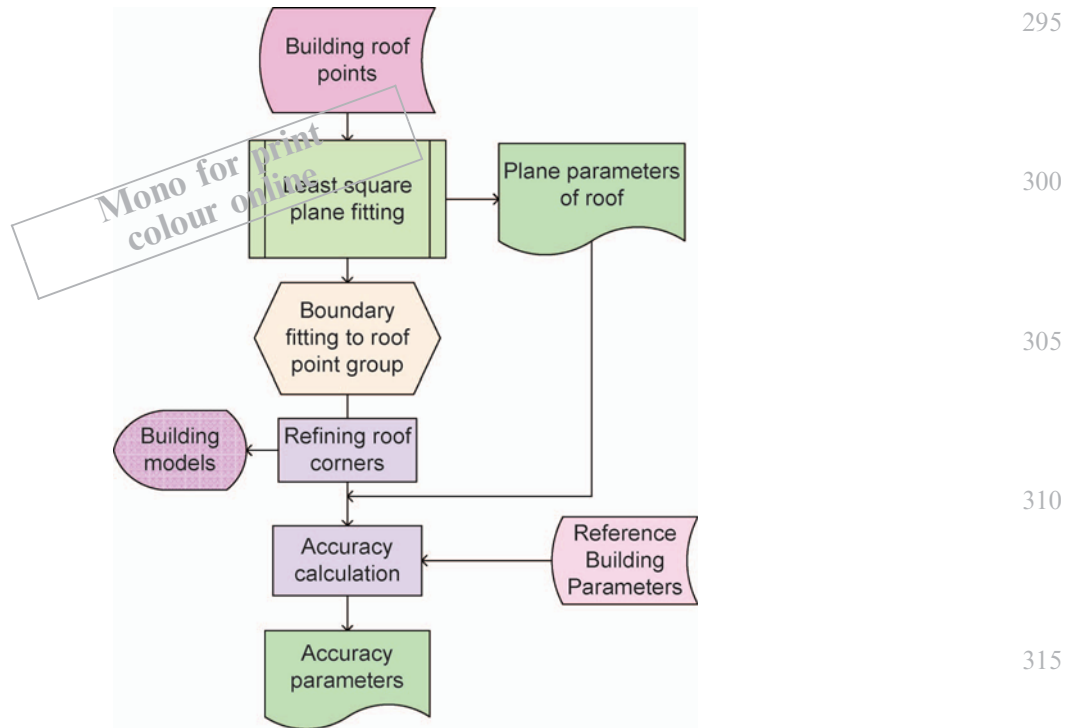 295
Building roof
points
Mono for print
colour online
Least square
plane fitting
Plane parameters
of roof
300
Boundary
fitting to roof
point group
305
Building
models
Refining roof
corners
310
Accuracy
calculation
Reference
Building
Parameters
Accuracy
parameters
315